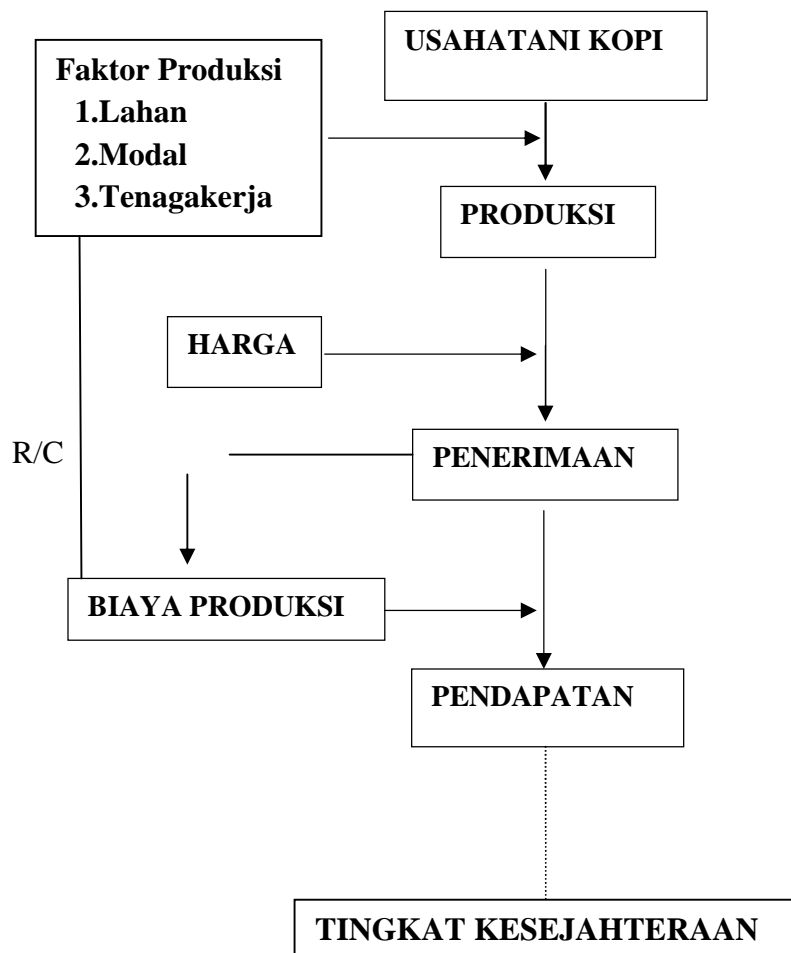 USAHATANI KOPI
Faktor Produksi
1.Lahan
2.Modal
3.Tenagakerja
PRODUKSI
HARGA
R/C
PENERIMAAN
BIAYA PRODUKSI
PENDAPATAN
TINGKAT KESEJAHTERAAN